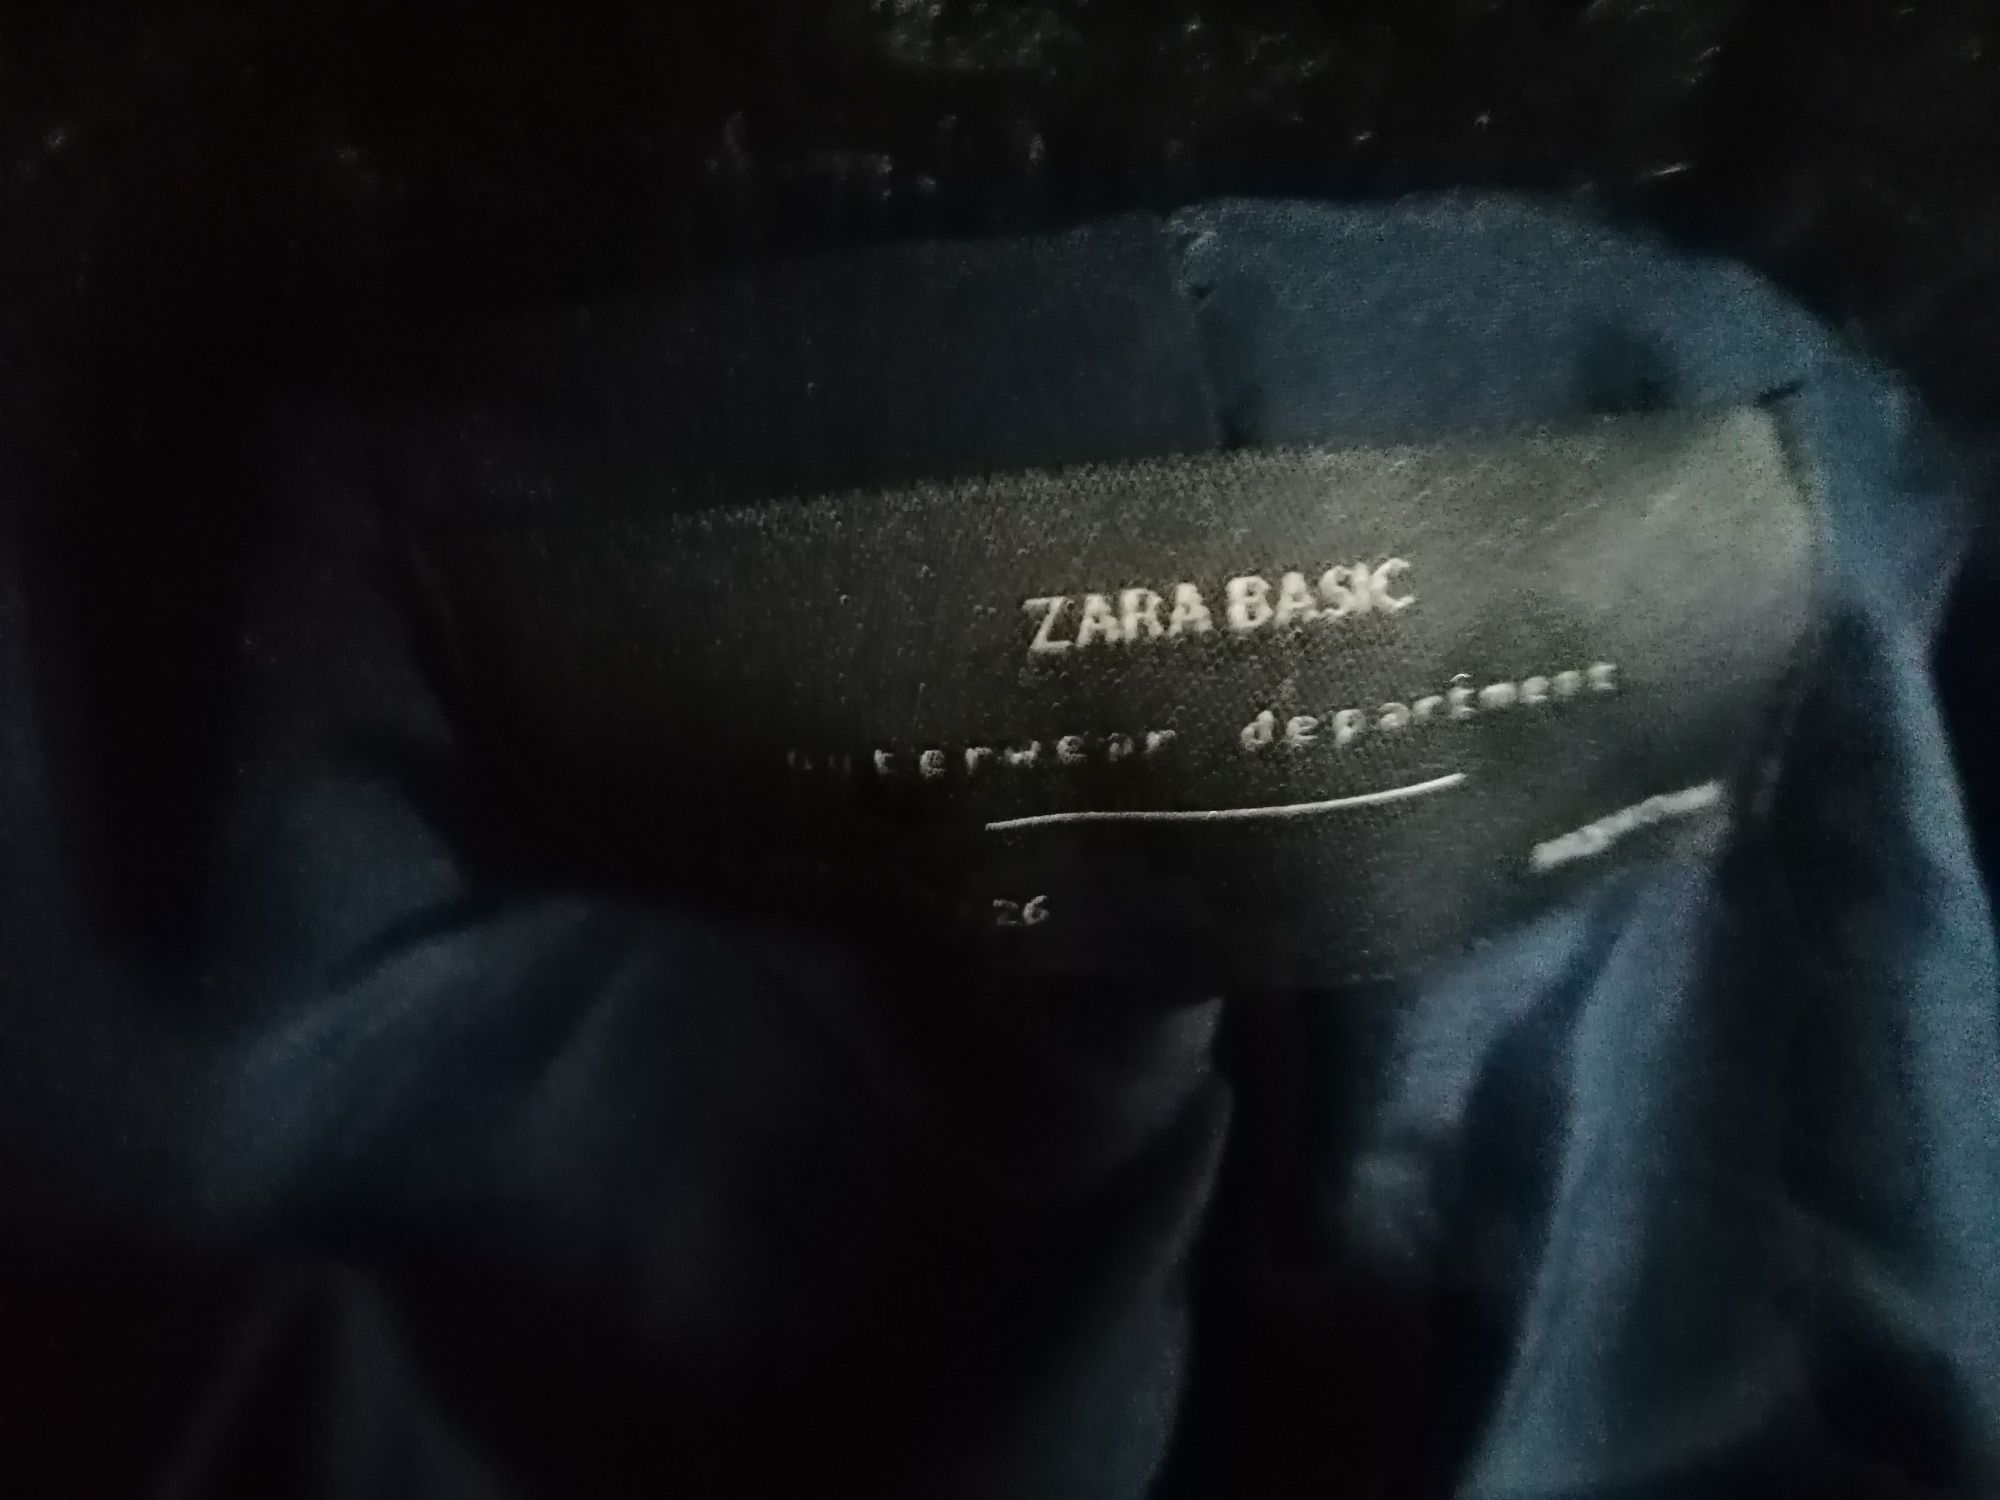 ZARA BASIC
outerwear department
26